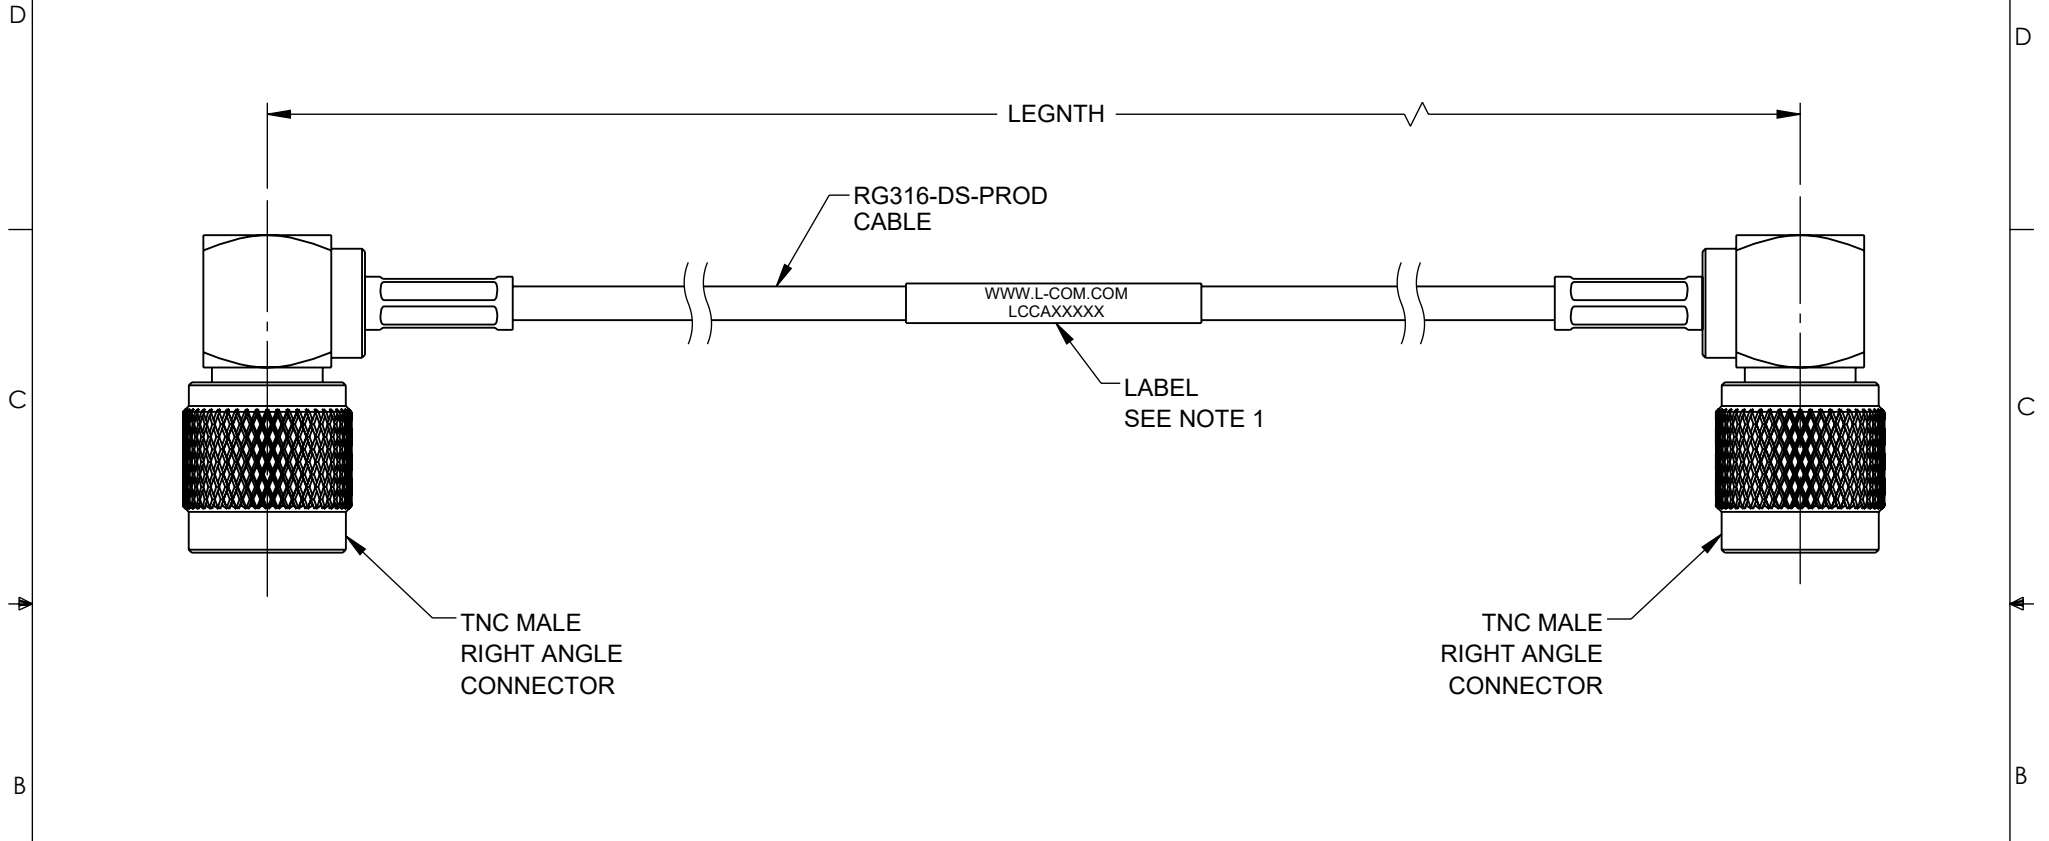 D
D
LEGNTH
RG316-DS-PROD
CABLE
WWW.L-COM.COM
LCCAXXXXX
LABEL
SEE NOTE 1
C
C
TNC MALE
RIGHT ANGLE
CONNECTOR
TNC MALE
RIGHT ANGLE
CONNECTOR
B
B